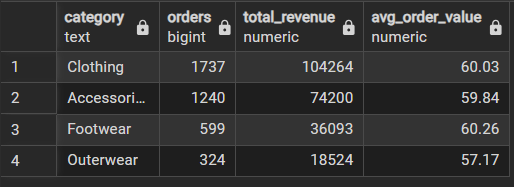 category orders total_revenue avg_order_value
text bigint numeric numeric
1 Clothing 1737 104264 60.03
2 Accessori... 1240 74200 59.84
3 Footwear 599 36093 60.26
4 Outerwear 324 18524 57.17